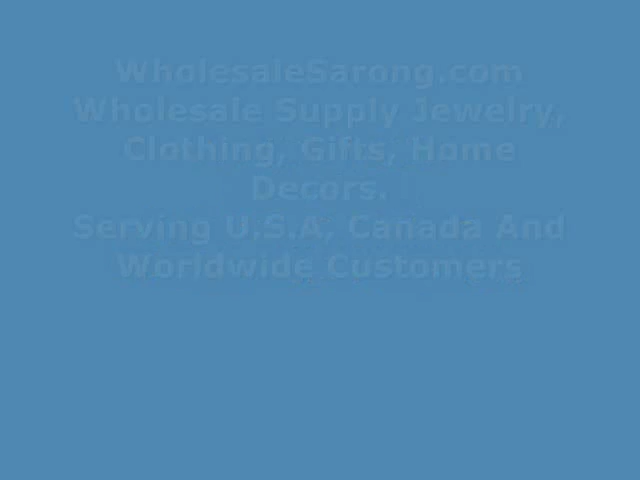 WholesaleSarong.com
Wholesale Supply Jewelry,
Clothing, Gifts, Home
Decors.
Serving U.S.A, Canada And
Worldwide Customers